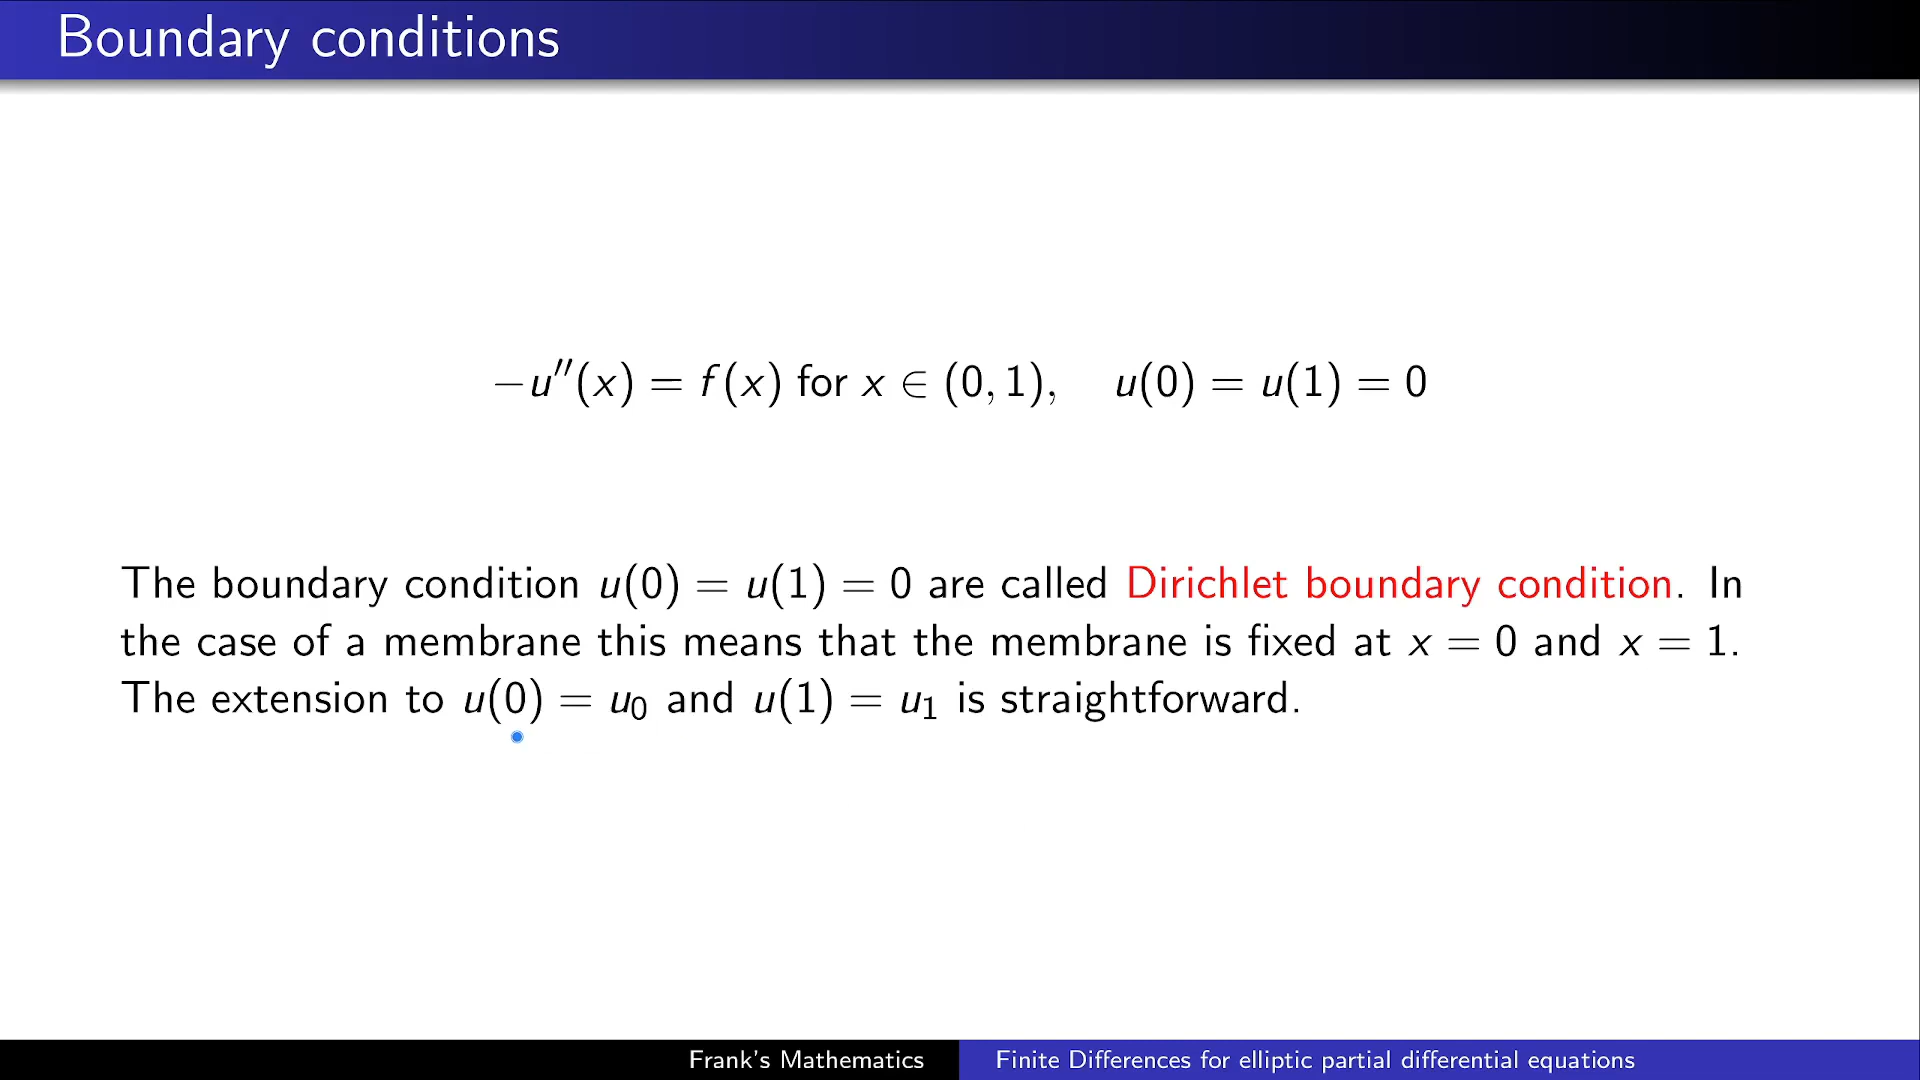 Boundary conditions
−u′′(x) = f(x) for x ∈ (0, 1),   u(0) = u(1) = 0
The boundary condition u(0) = u(1) = 0 are called Dirichlet boundary condition. In
the case of a membrane this means that the membrane is fixed at x = 0 and x = 1.
The extension to u(0) = u₀ and u(1) = u₁ is straightforward.
Frank's Mathematics
Finite Differences for elliptic partial differential equations